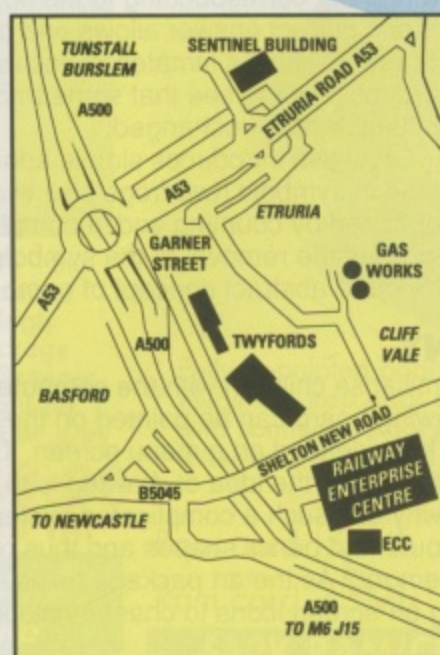 TUNSTALL
BURSLEM
SENTINEL BUILDING
A500
ETRURIA ROAD A53
A53
ETRURIA
GARNER
STREET
GAS
WORKS
A53
A500
TWYFORDS
CLIFF
VALE
BASFORD
SHELTON NEW ROAD
RAILWAY
ENTERPRISE
CENTRE
B5045
TO NEWCASTLE
ECC
A500
TO M6 J15